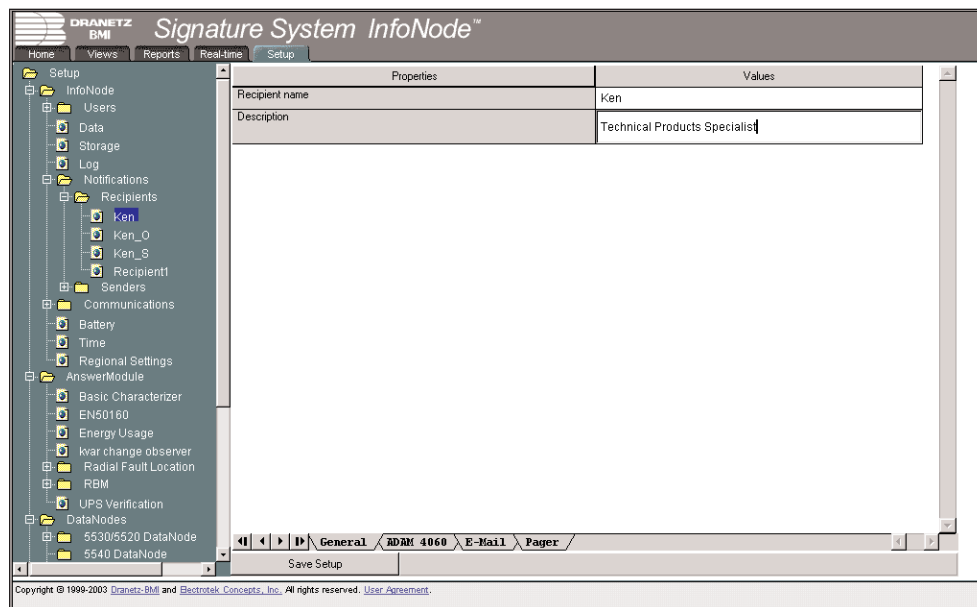 DRANETZ
BMI
Signature System InfoNode™
Home Views Reports Real-time Setup
Setup
InfoNode
Users
Data
Storage
Log
Notifications
Recipients
Ken
Ken_O
Ken_S
Recipient1
Senders
Communications
Battery
Time
Regional Settings
AnswerModule
Basic Characterizer
EN50160
Energy Usage
kvar change observer
Radial Fault Location
RBM
UPS Verification
DataNodes
5530/5520 DataNode
5540 DataNode
Properties Values
Recipient name Ken
Description Technical Products Specialist
General ADAM 4060 E-Mail Pager
Save Setup
Copyright © 1999-2003 Dranetz-BMI and Electrotek Concepts, Inc. All rights reserved. User Agreement.